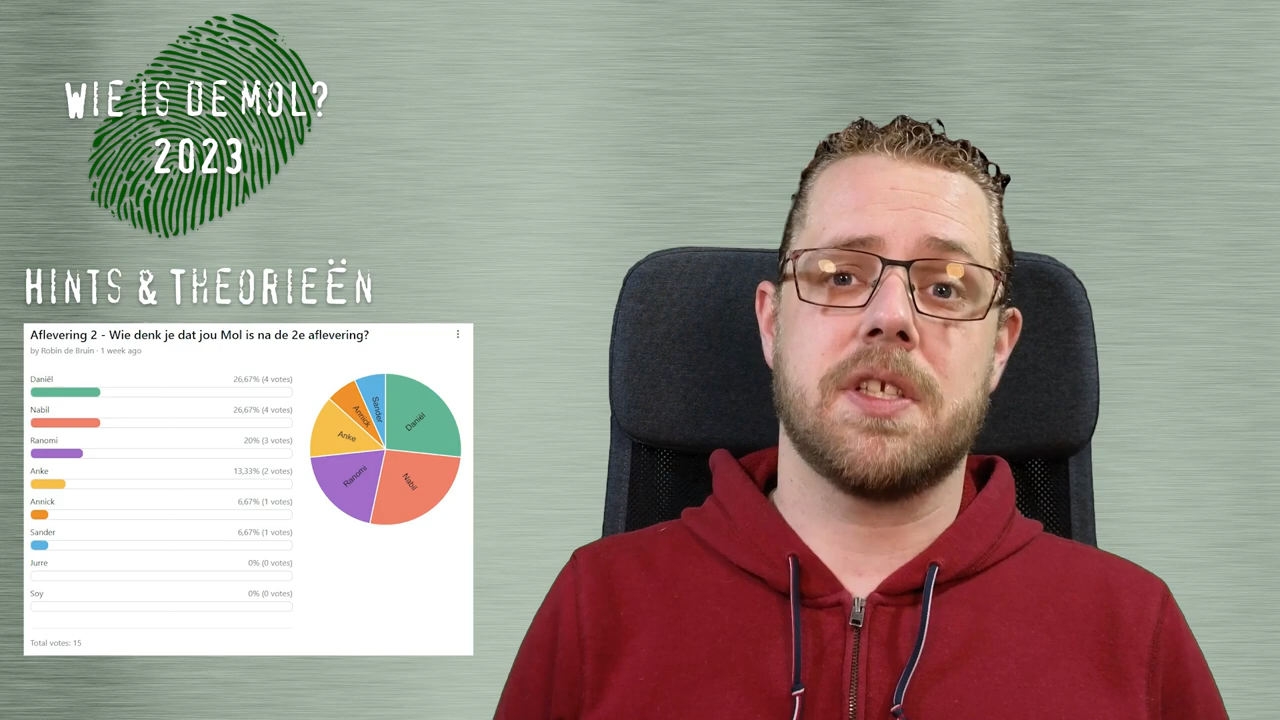 WIE IS DE MOL?
2023
HINTS & THEORIEËN
Aflevering 2 - Wie denk je dat jou Mol is na de 2e aflevering?
by Robin de Bruin · 1 week ago
Daniël 26,67% (4 votes)
Nabil 26,67% (4 votes)
Ranomi 20% (3 votes)
Anke 13,33% (2 votes)
Annick 6,67% (1 votes)
Sander 6,67% (1 votes)
Jurre 0% (0 votes)
Soy 0% (0 votes)
Total votes: 15
Daniël
Nabil
Ranomi
Anke
Annick
Sander